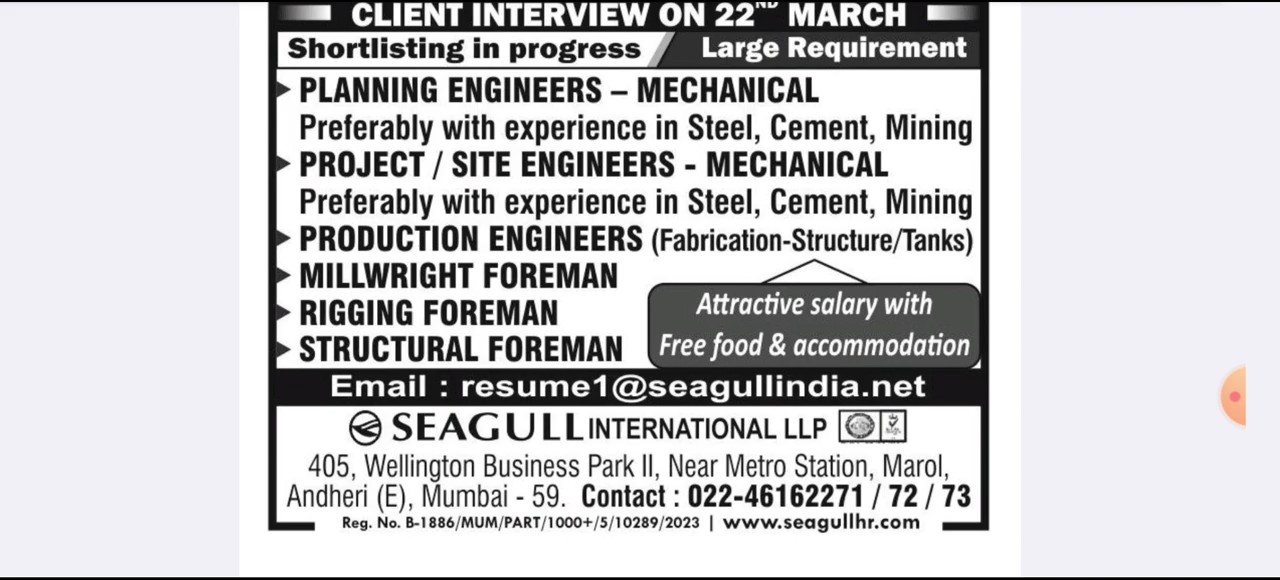 CLIENT INTERVIEW ON 22ND MARCH
Shortlisting in progress Large Requirement
PLANNING ENGINEERS – MECHANICAL
Preferably with experience in Steel, Cement, Mining
PROJECT / SITE ENGINEERS - MECHANICAL
Preferably with experience in Steel, Cement, Mining
PRODUCTION ENGINEERS (Fabrication-Structure/Tanks)
MILLWRIGHT FOREMAN
RIGGING FOREMAN
STRUCTURAL FOREMAN
Attractive salary with
Free food & accommodation
Email : resume1@seagullindia.net
SEAGULL INTERNATIONAL LLP
405, Wellington Business Park II, Near Metro Station, Marol,
Andheri (E), Mumbai - 59. Contact : 022-46162271 / 72 / 73
Reg. No. B-1886/MUM/PART/1000+/5/10289/2023 | www.seagullhr.com